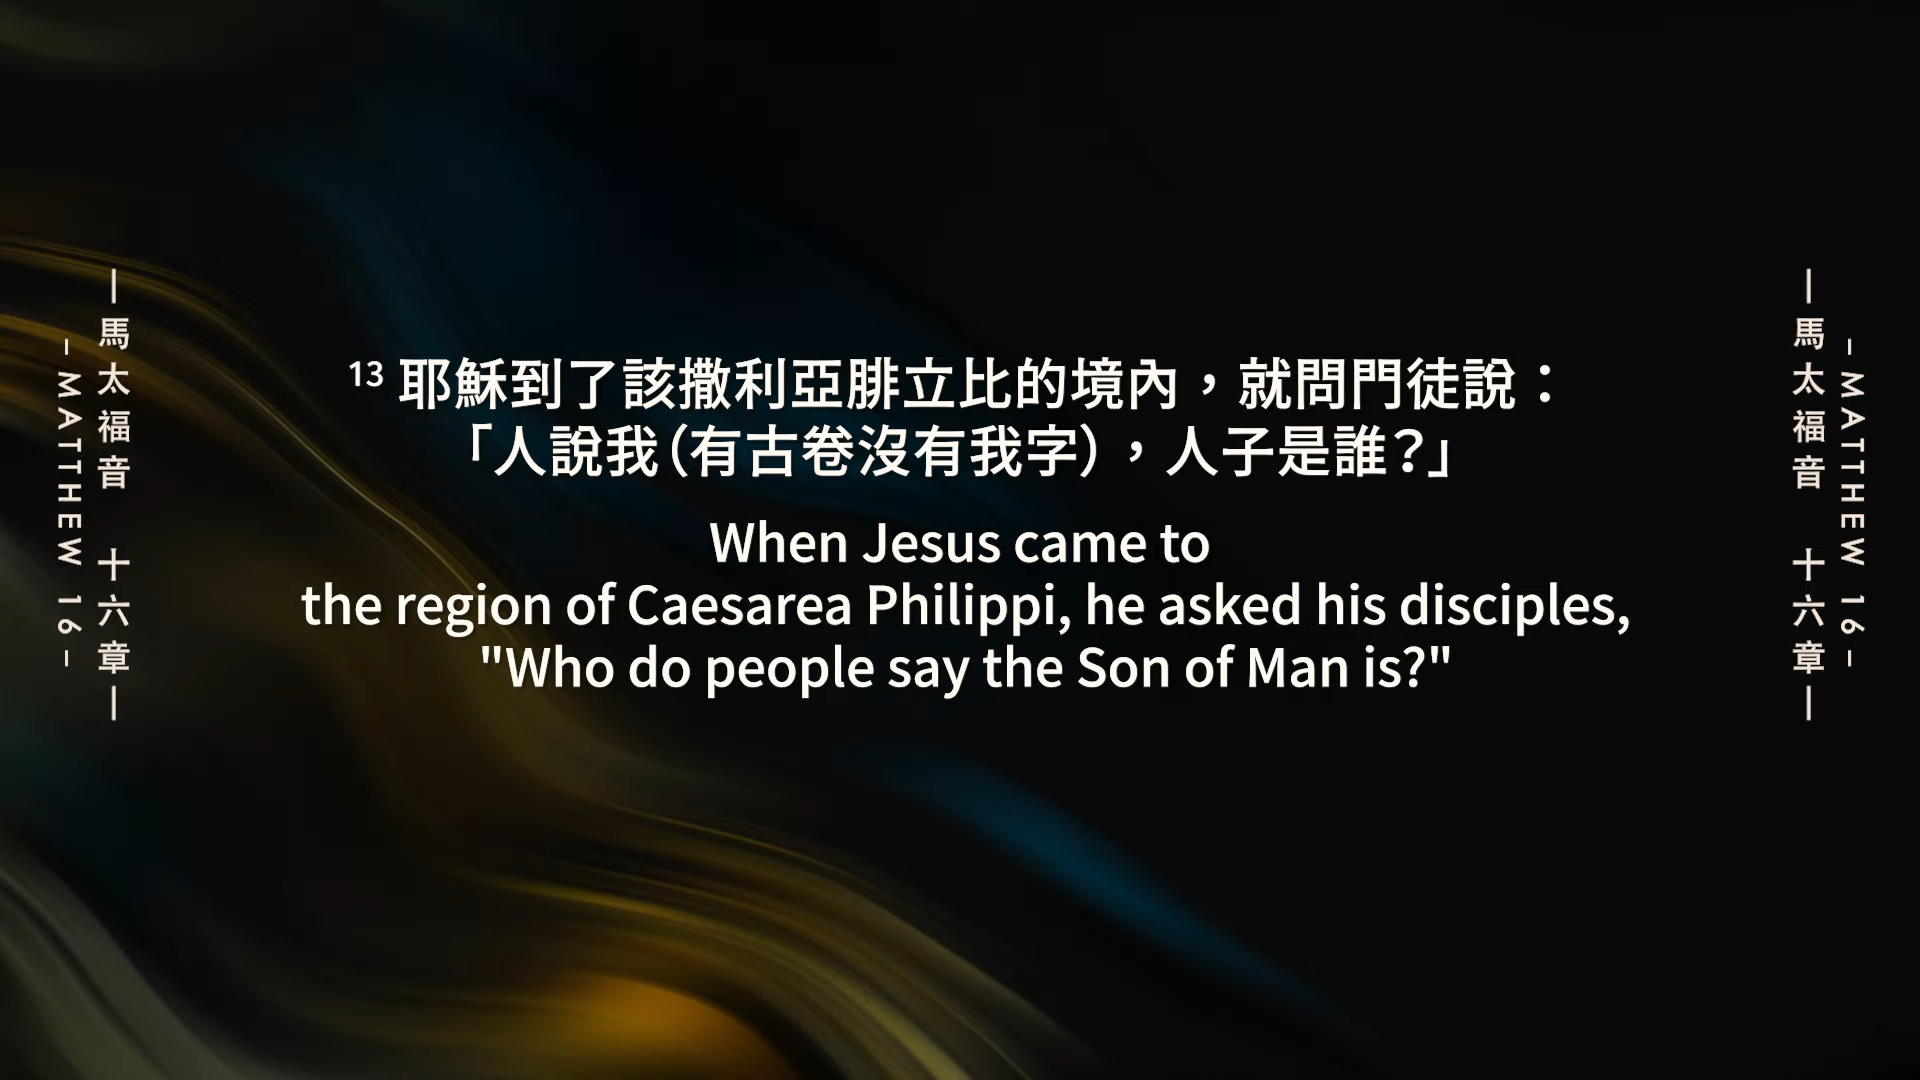 —馬太福音 十六章—
– MATTHEW 16 –
13 耶穌到了該撒利亞腓立比的境內，就問門徒說：
「人說我（有古卷沒有我字），人子是誰？」
When Jesus came to
the region of Caesarea Philippi, he asked his disciples,
"Who do people say the Son of Man is?"
—馬太福音 十六章—
– MATTHEW 16 –